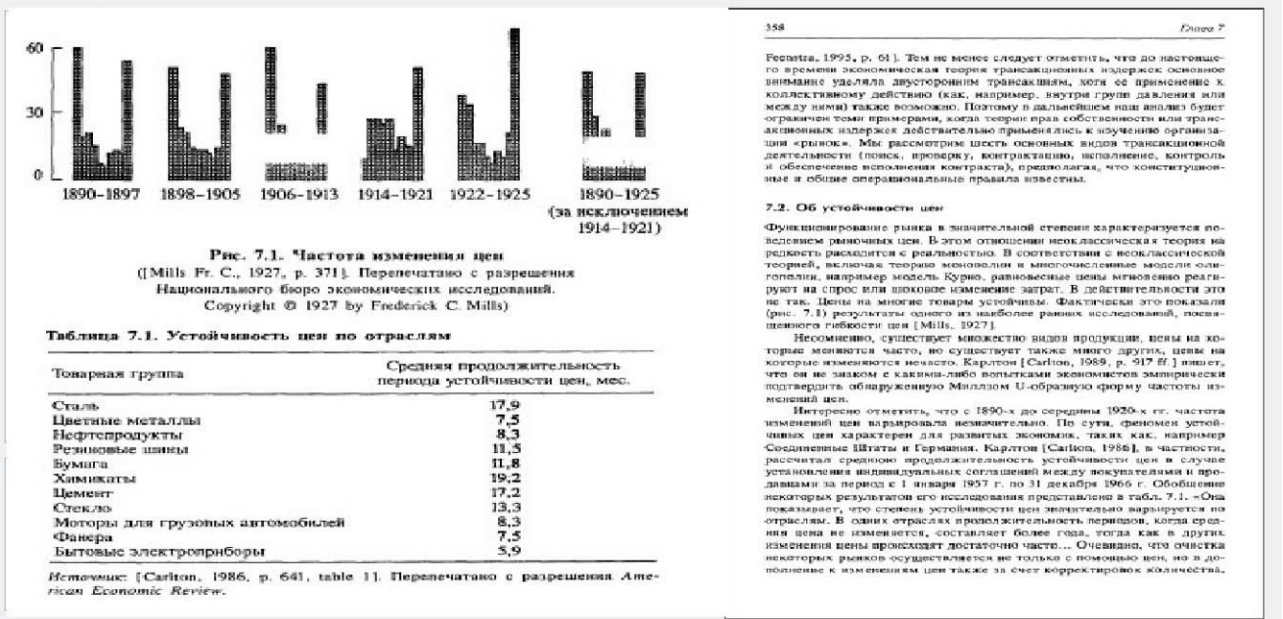 60
30
0
1890–1897 1898–1905 1906–1913 1914–1921 1922–1925 1890–1925
(за исключением
1914–1921)
Рис. 7.1. Частота изменения цен
([Mills Fr. C., 1927, p. 371]. Перепечатано с разрешения
Национального бюро экономических исследований.
Copyright © 1927 by Frederick C. Mills)
Таблица 7.1. Устойчивость цен по отраслям
Товарная группа Средняя продолжительность
периода устойчивости цен, мес.
Сталь 17,9
Цветные металлы 7,5
Нефтепродукты 8,3
Резиновые шины 11,5
Бумага 11,8
Химикаты 19,2
Цемент 17,2
Стекло 13,3
Моторы для грузовых автомобилей 8,3
Фанера 7,5
Бытовые электроприборы 5,9
Источник: [Carlton, 1986, p. 641, table 1]. Перепечатано с разрешения Ame-
rican Economic Review.
358 Глава 7
Feenstra, 1995, p. 61]. Тем не менее следует отметить, что до настояще-
го времени экономическая теория трансакционных издержек основное
внимание уделяла двусторонним трансакциям, хотя ее применение к
коллективному действию (как, например, внутри групп давления или
между ними) также возможно. Поэтому в дальнейшем наш анализ будет
ограничен теми примерами, когда теории прав собственности или транс-
акционных издержек действительно применялись к изучению организа-
ции «рынок». Мы рассмотрим шесть основных видов трансакционной
деятельности (поиск, проверку, контрактацию, исполнение, контроль
и обеспечение исполнения контракта), предполагая, что конституцион-
ные и общие операциональные правила известны.
7.2. Об устойчивости цен
Функционирование рынка в значительной степени характеризуется по-
ведением рыночных цен. В этом отношении неоклассическая теория на
редкость расходится с реальностью. В соответствии с неоклассической
теорией, включая теорию монополии и многочисленные модели оли-
гополии, например модель Курно, равновесные цены мгновенно реаги-
руют на спрос или шоковое изменение затрат. В действительности это
не так. Цены на многие товары устойчивы. Фактически это показали
(рис. 7.1) результаты одного из наиболее ранних исследований, посвя-
щенного гибкости цен [Mills, 1927].
Несомненно, существует множество видов продукции, цены на ко-
торые меняются часто, но существует также много других, цены на
которые изменяются нечасто. Карлтон [Carlton, 1989, p. 917 ff.] пишет,
что он не знаком с какими-либо попытками экономистов эмпирически
подтвердить обнаруженную Миллзом U-образную форму частоты из-
менений цен.
Интересно отметить, что с 1890-х до середины 1920-х гг. частота
изменений цен варьировала незначительно. По сути, феномен устой-
чивых цен характерен для развитых экономик, таких как, например
Соединенные Штаты и Германия. Карлтон [Carlton, 1986], в частности,
рассчитал среднюю продолжительность устойчивости цен в случае
установления индивидуальных соглашений между покупателями и про-
давцами за период с 1 января 1957 г. по 31 декабря 1966 г. Обобщение
некоторых результатов его исследования представлено в табл. 7.1. «Она
показывает, что степень устойчивости цен значительно варьируется по
отраслям. В одних отраслях продолжительность периодов, когда сред-
няя цена не изменяется, составляет более года, тогда как в других
изменения цены происходят достаточно часто... Очевидно, что очистка
некоторых рынков осуществляется не только с помощью цен, но в до-
полнение к изменениям цен также за счет корректировок количества,